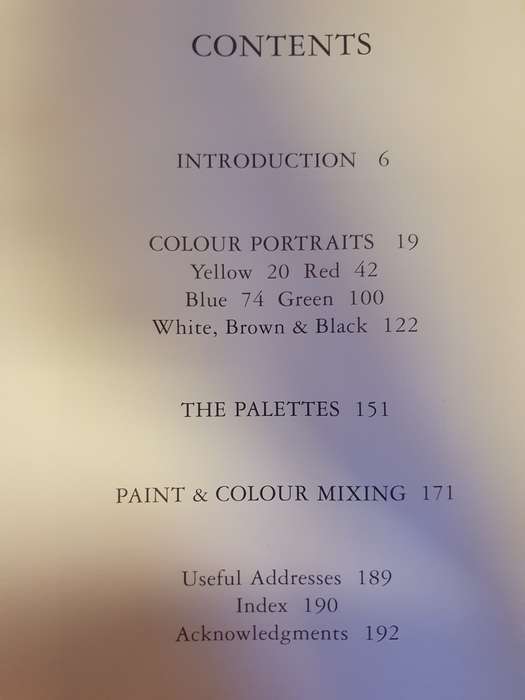 CONTENTS
INTRODUCTION 6
COLOUR PORTRAITS 19
Yellow 20 Red 42
Blue 74 Green 100
White, Brown & Black 122
THE PALETTES 151
PAINT & COLOUR MIXING 171
Useful Addresses 189
Index 190
Acknowledgments 192